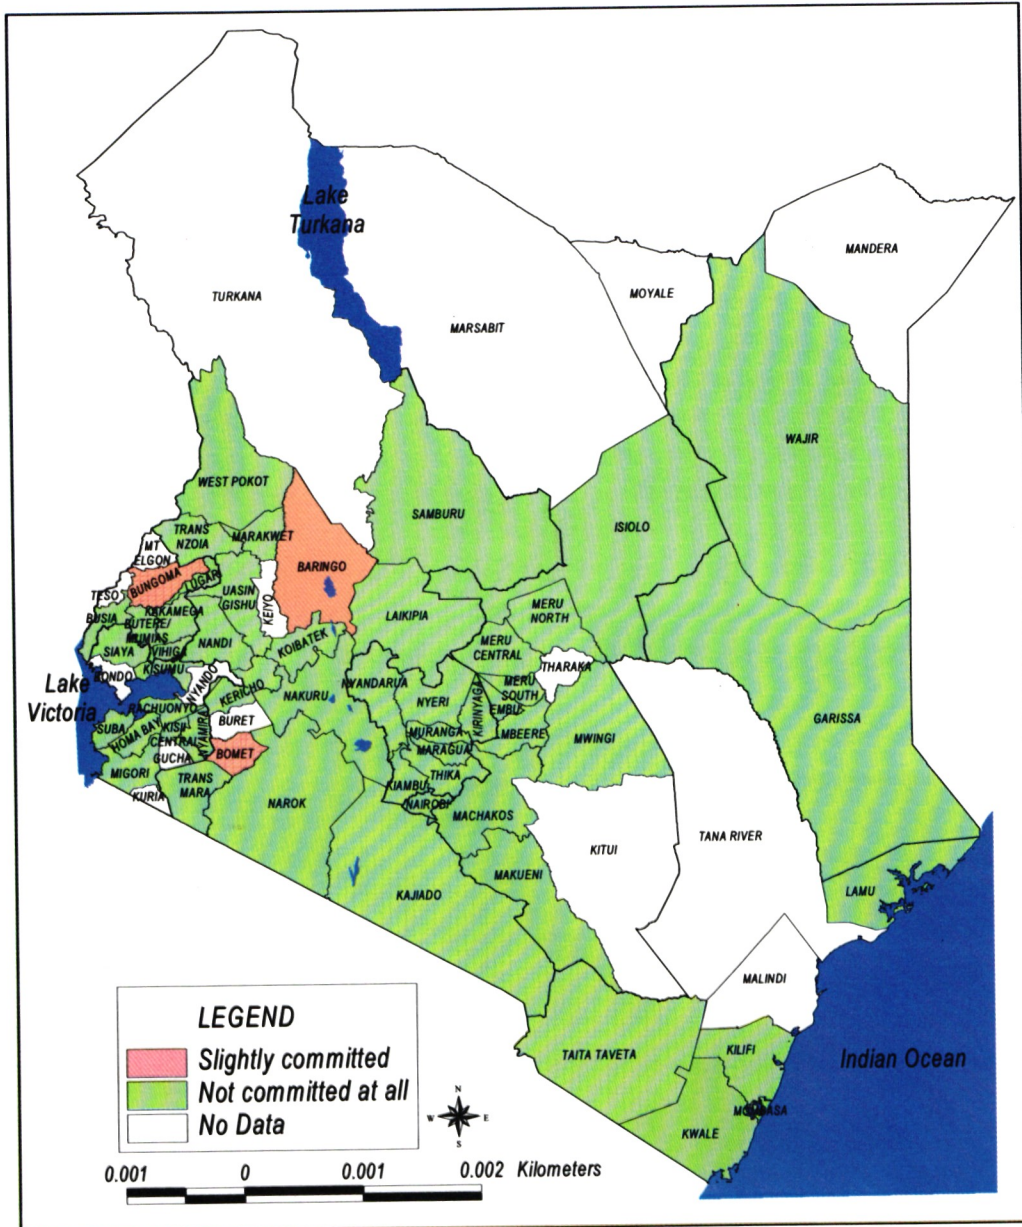 Lake
Turkana
MANDERA
TURKANA
MOYALE
MARSABIT
WAJIR
WEST POKOT
SAMBURU
ISIOLO
TRANS
NZOIA
MARAKWET
MT
ELGON
BARINGO
BUNGOMA
LUGARI
TESO
UASIN
GISHU
KEIYO
BUSIA
KAKAMEGA
BUTERE/
MUMIAS
LAIKIPIA
MERU
NORTH
SIAYA
VIHIGA
NANDI
KOIBATEK
MERU
CENTRAL
THARAKA
BONDO
KISUMU
NYANDO
Lake
Victoria
KERICHO
NAKURU
NYANDARUA
NYERI
KIRINYAGA
MERU
SOUTH
EMBU
MBEERE
MWINGI
GARISSA
RACHUONYO
SUBA
HOMA BAY
KISII
CENTRAL
NYAMIRA
BURET
BOMET
GUCHA
MURANGA
MARAGUA
MIGORI
TRANS
MARA
KURIA
NAROK
THIKA
KIAMBU
NAIROBI
MACHAKOS
KITUI
TANA RIVER
MAKUENI
KAJIADO
LAMU
MALINDI
TAITA TAVETA
KILIFI
Indian Ocean
MOMBASA
KWALE
LEGEND
Slightly committed
Not committed at all
No Data
N
W E
S
0.001 0 0.001 0.002 Kilometers